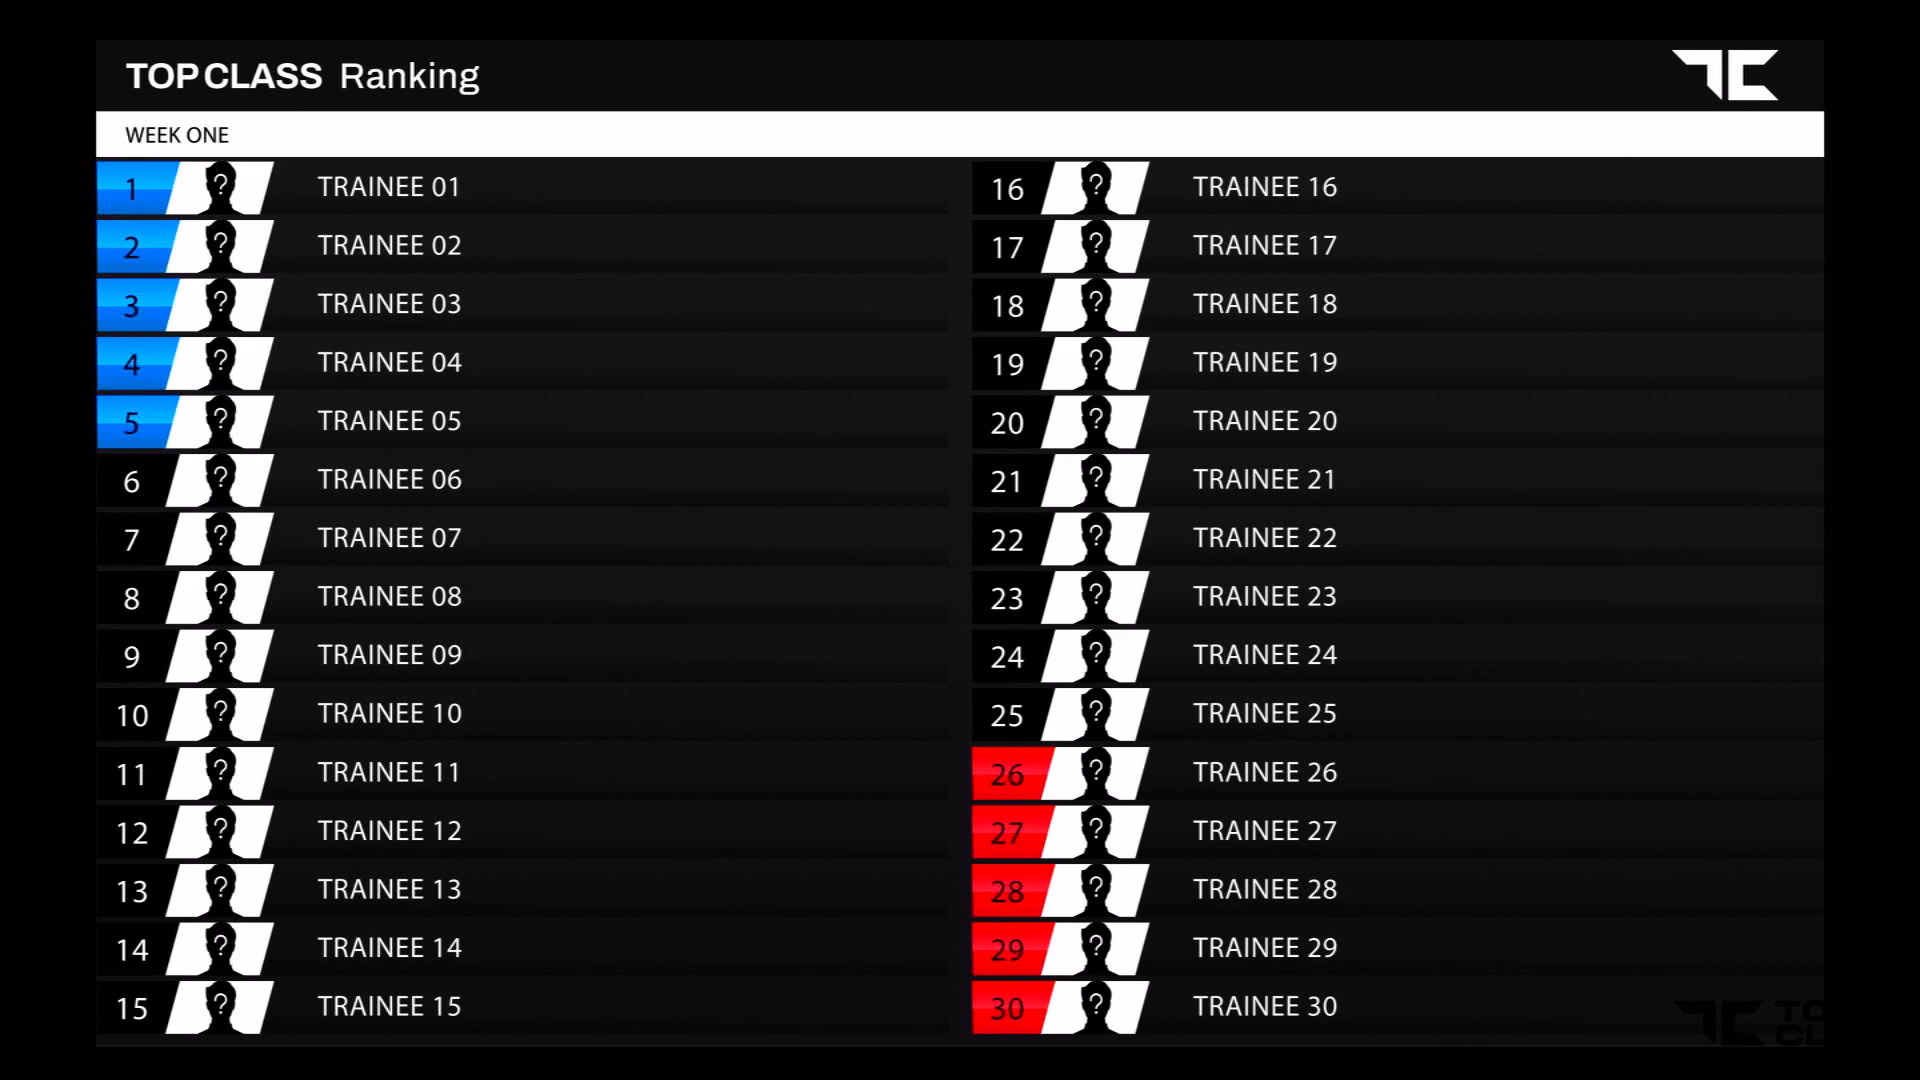 TOP CLASS Ranking
TC
WEEK ONE
1 ? TRAINEE 01
2 ? TRAINEE 02
3 ? TRAINEE 03
4 ? TRAINEE 04
5 ? TRAINEE 05
6 ? TRAINEE 06
7 ? TRAINEE 07
8 ? TRAINEE 08
9 ? TRAINEE 09
10 ? TRAINEE 10
11 ? TRAINEE 11
12 ? TRAINEE 12
13 ? TRAINEE 13
14 ? TRAINEE 14
15 ? TRAINEE 15
16 ? TRAINEE 16
17 ? TRAINEE 17
18 ? TRAINEE 18
19 ? TRAINEE 19
20 ? TRAINEE 20
21 ? TRAINEE 21
22 ? TRAINEE 22
23 ? TRAINEE 23
24 ? TRAINEE 24
25 ? TRAINEE 25
26 ? TRAINEE 26
27 ? TRAINEE 27
28 ? TRAINEE 28
29 ? TRAINEE 29
30 ? TRAINEE 30